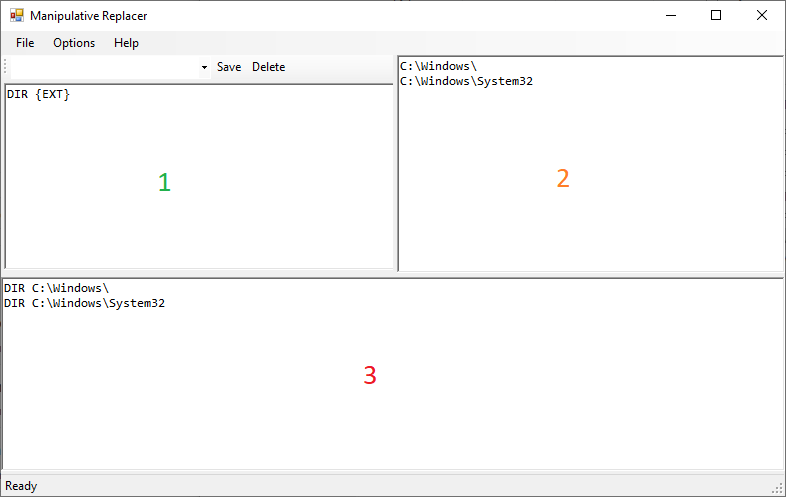 Manipulative Replacer
File Options Help
Save Delete
DIR {EXT}
1
C:\Windows\
C:\Windows\System32
2
DIR C:\Windows\
DIR C:\Windows\System32
3
Ready